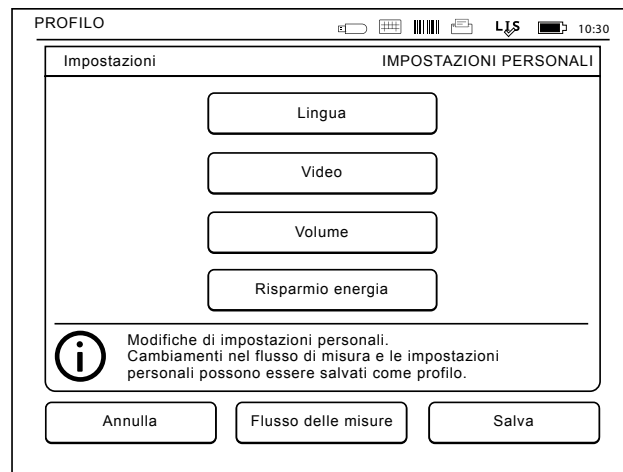 PROFILO
LIS
10:30
Impostazioni
IMPOSTAZIONI PERSONALI
Lingua
Video
Volume
Risparmio energia
Modifiche di impostazioni personali.
Cambiamenti nel flusso di misura e le impostazioni
personali possono essere salvati come profilo.
Annulla
Flusso delle misure
Salva